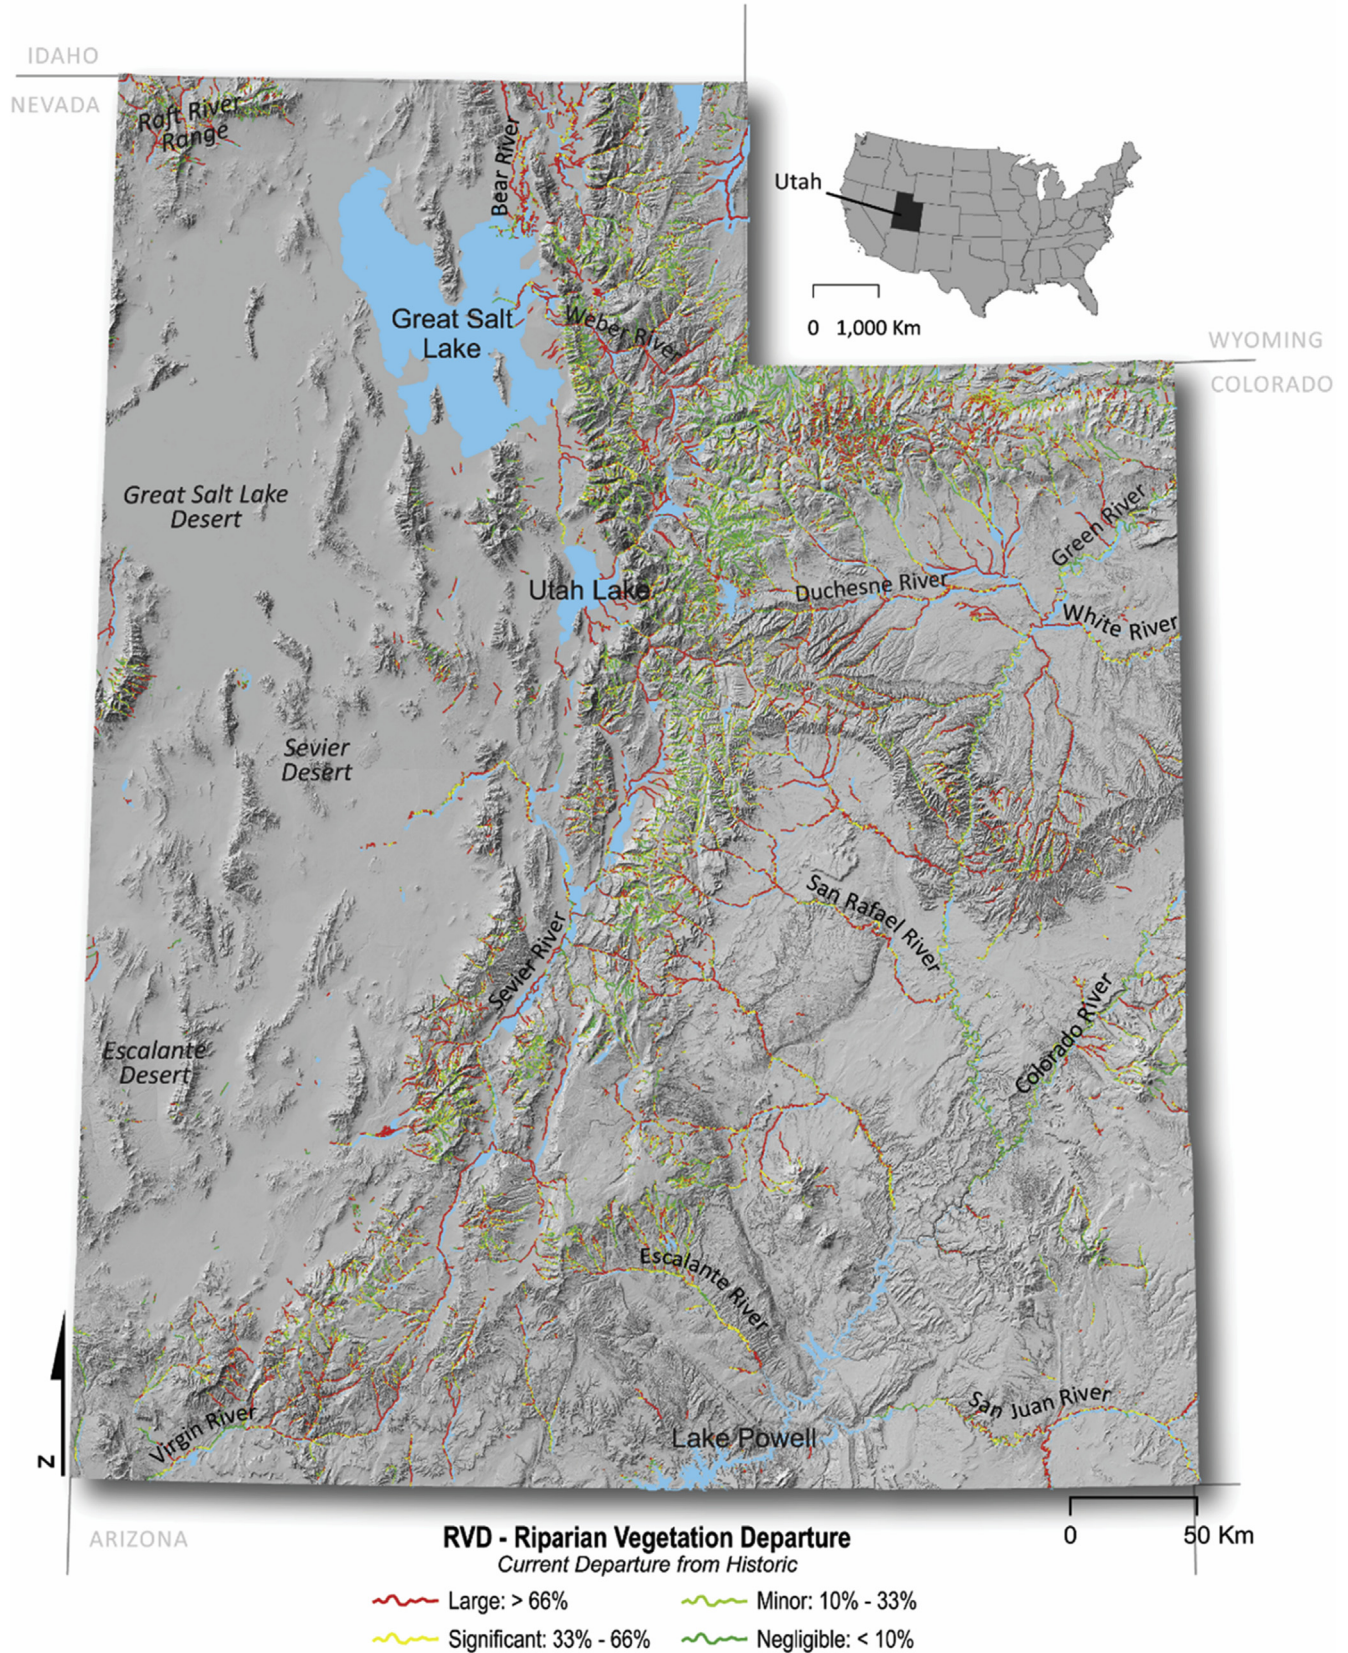 IDAHO
NEVADA
Raft River
Range
Bear River
Utah
0 1,000 Km
Great Salt
Lake
Weber River
WYOMING
COLORADO
Great Salt Lake
Desert
Green River
Utah Lake
Duchesne River
White River
Sevier
Desert
San Rafael River
Sevier River
Colorado River
Escalante
Desert
Escalante River
Virgin River
San Juan River
Lake Powell
N
ARIZONA
0 50 Km
RVD - Riparian Vegetation Departure
Current Departure from Historic
Large: > 66%
Minor: 10% - 33%
Significant: 33% - 66%
Negligible: < 10%